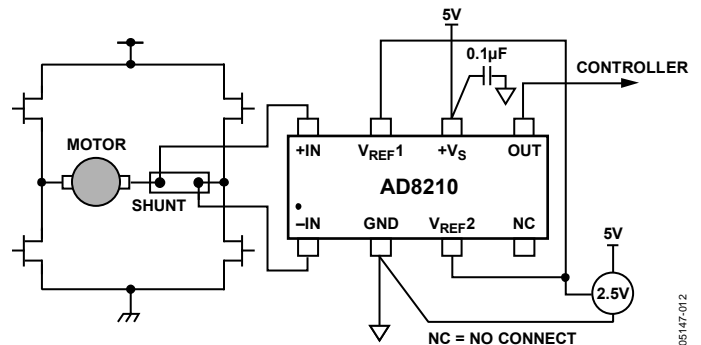 5V
0.1µF
CONTROLLER
MOTOR
SHUNT
+IN VREF1 +VS OUT
AD8210
–IN GND VREF2 NC
5V
2.5V
NC = NO CONNECT
05147-012